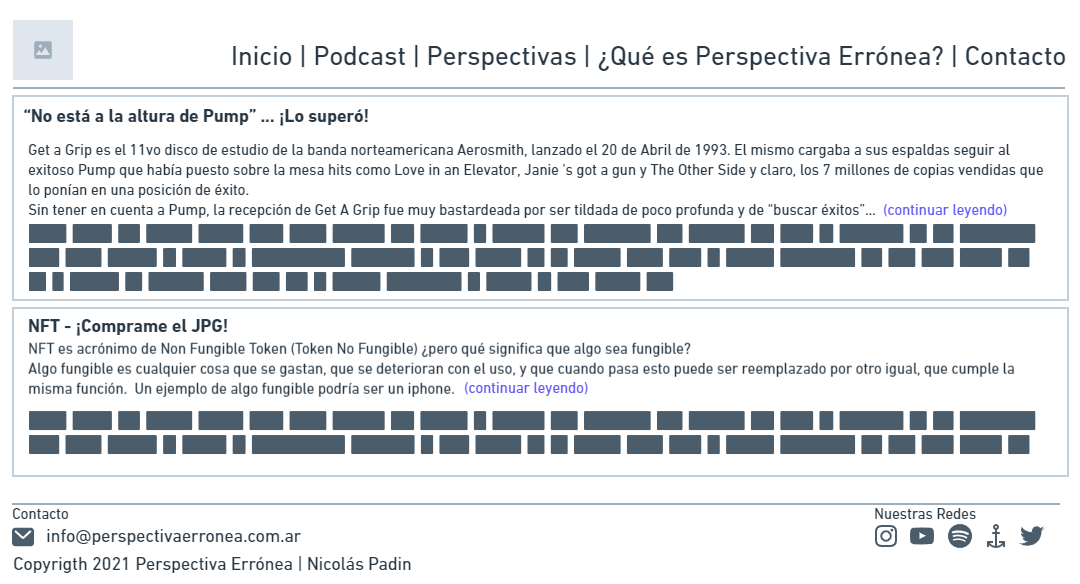 Inicio | Podcast | Perspectivas | ¿Qué es Perspectiva Errónea? | Contacto
“No está a la altura de Pump” ... ¡Lo superó!
Get a Grip es el 11vo disco de estudio de la banda norteamericana Aerosmith, lanzado el 20 de Abril de 1993. El mismo cargaba a sus espaldas seguir al
exitoso Pump que había puesto sobre la mesa hits como Love in an Elevator, Janie 's got a gun y The Other Side y claro, los 7 millones de copias vendidas que
lo ponían en una posición de éxito.
Sin tener en cuenta a Pump, la recepción de Get A Grip fue muy bastardeada por ser tildada de poco profunda y de “buscar éxitos”... (continuar leyendo)
NFT - ¡Comprame el JPG!
NFT es acrónimo de Non Fungible Token (Token No Fungible) ¿pero qué significa que algo sea fungible?
Algo fungible es cualquier cosa que se gastan, que se deterioran con el uso, y que cuando pasa esto puede ser reemplazado por otro igual, que cumple la
misma función.  Un ejemplo de algo fungible podría ser un iphone. (continuar leyendo)
Contacto
Nuestras Redes
info@perspectivaerronea.com.ar
Copyrigth 2021 Perspectiva Errónea | Nicolás Padin